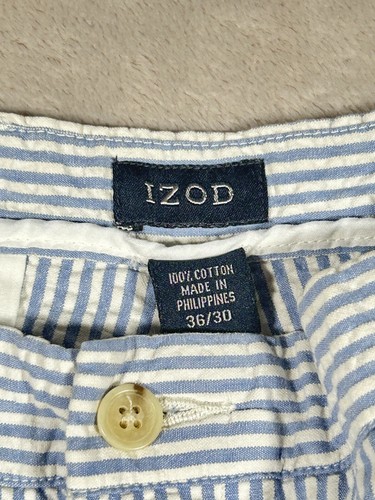 IZOD
100% COTTON
MADE IN
PHILIPPINES
36/30